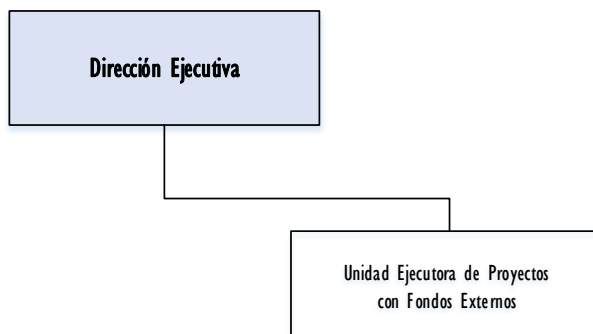 Dirección Ejecutiva
Unidad Ejecutora de Proyectos
con Fondos Externos